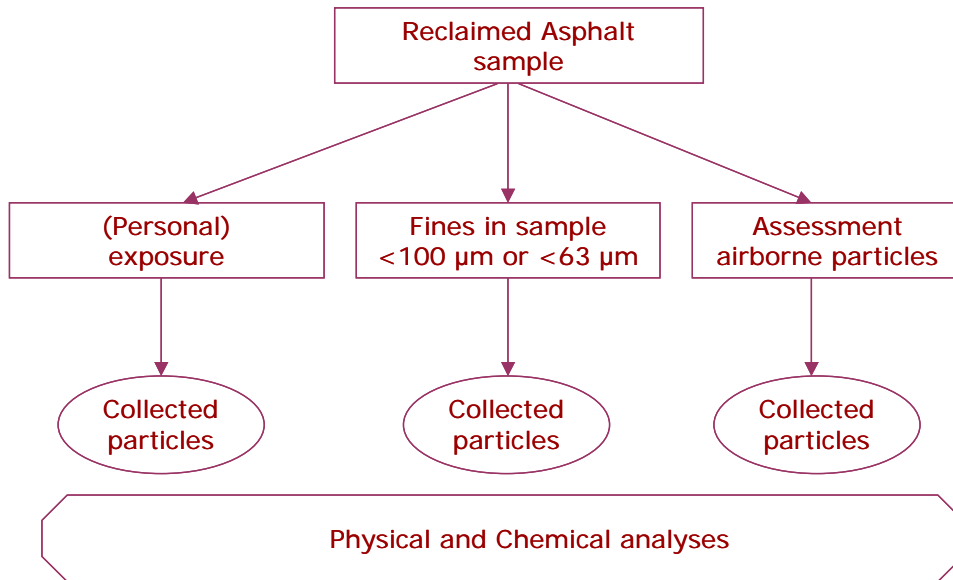 Reclaimed Asphalt
sample
(Personal)
exposure
Fines in sample
<100 µm or <63 µm
Assessment
airborne particles
Collected
particles
Collected
particles
Collected
particles
Physical and Chemical analyses